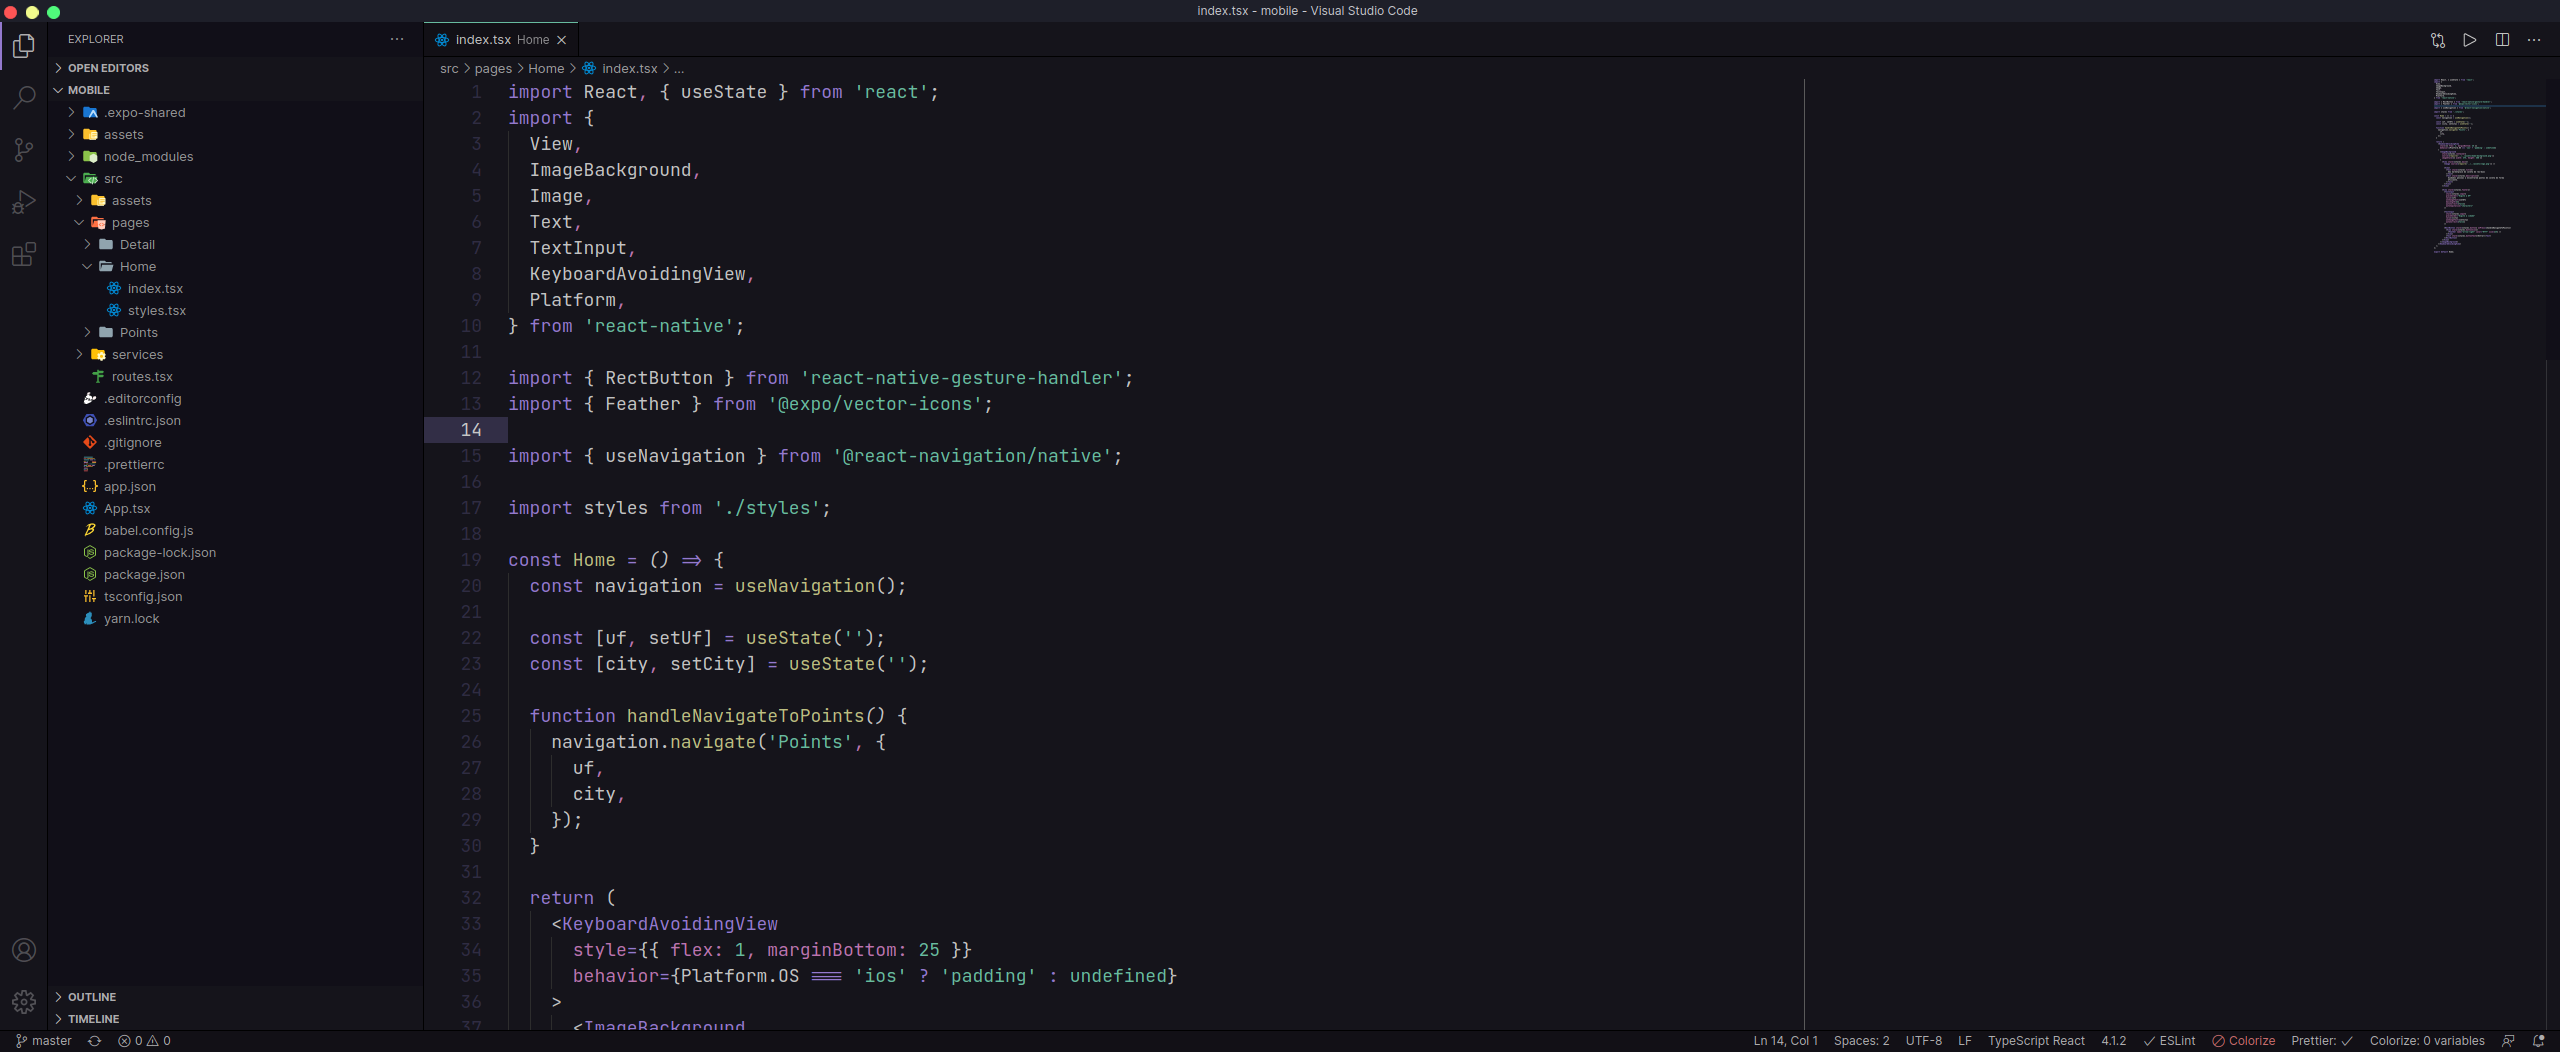 index.tsx - mobile - Visual Studio Code
EXPLORER
OPEN EDITORS
MOBILE
.expo-shared
assets
node_modules
src
assets
pages
Detail
Home
index.tsx
styles.tsx
Points
services
routes.tsx
.editorconfig
.eslintrc.json
.gitignore
.prettierrc
app.json
App.tsx
babel.config.js
package-lock.json
package.json
tsconfig.json
yarn.lock
OUTLINE
TIMELINE
index.tsx Home
src > pages > Home > index.tsx > ...
1 import React, { useState } from 'react';
2 import {
3 View,
4 ImageBackground,
5 Image,
6 Text,
7 TextInput,
8 KeyboardAvoidingView,
9 Platform,
10 } from 'react-native';
11
12 import { RectButton } from 'react-native-gesture-handler';
13 import { Feather } from '@expo/vector-icons';
14
15 import { useNavigation } from '@react-navigation/native';
16
17 import styles from './styles';
18
19 const Home = () => {
20 const navigation = useNavigation();
21
22 const [uf, setUf] = useState('');
23 const [city, setCity] = useState('');
24
25 function handleNavigateToPoints() {
26 navigation.navigate('Points', {
27 uf,
28 city,
29 });
30 }
31
32 return (
33 <KeyboardAvoidingView
34 style={{ flex: 1, marginBottom: 25 }}
35 behavior={Platform.OS === 'ios' ? 'padding' : undefined}
36 >
37 <ImageBackground
master 0 0 Ln 14, Col 1 Spaces: 2 UTF-8 LF TypeScript React 4.1.2 ESLint Colorize Prettier: ✓ Colorize: 0 variables